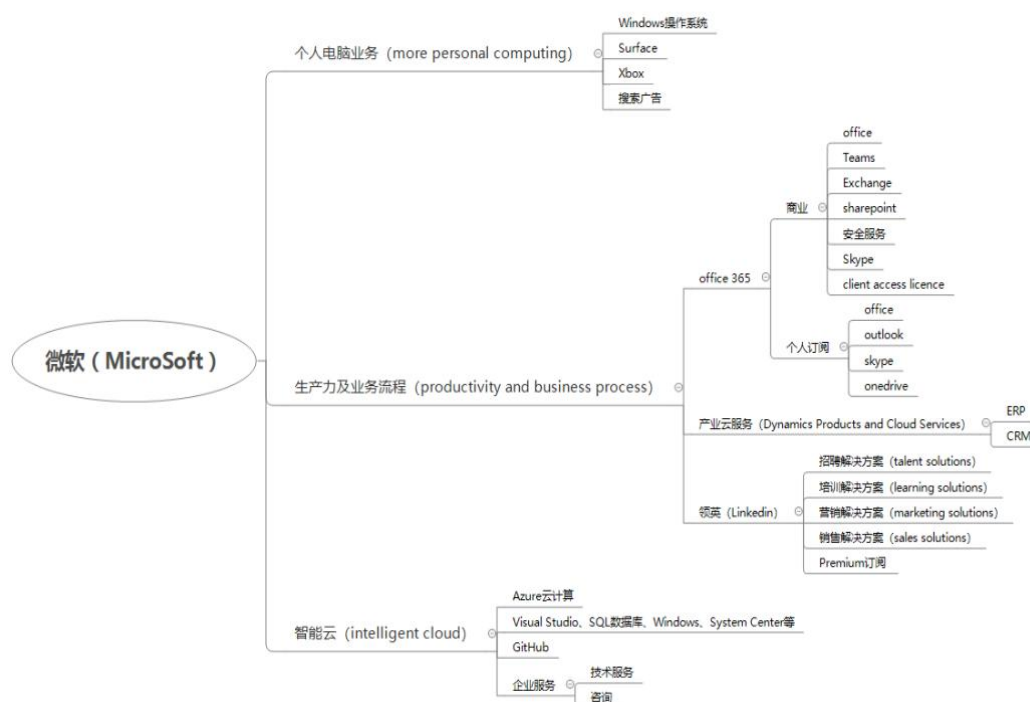 微软（MicroSoft）
个人电脑业务（more personal computing）
Windows操作系统
Surface
Xbox
搜索广告
生产力及业务流程（productivity and business process）
office 365
商业
office
Teams
Exchange
sharepoint
安全服务
Skype
client access licence
个人订阅
office
outlook
skype
onedrive
产业云服务（Dynamics Products and Cloud Services）
ERP
CRM
领英（Linkedin）
招聘解决方案（talent solutions）
培训解决方案（learning solutions）
营销解决方案（marketing solutions）
销售解决方案（sales solutions）
Premium订阅
智能云（intelligent cloud）
Azure云计算
Visual Studio、SQL数据库、Windows、System Center等
GitHub
企业服务
技术服务
咨询